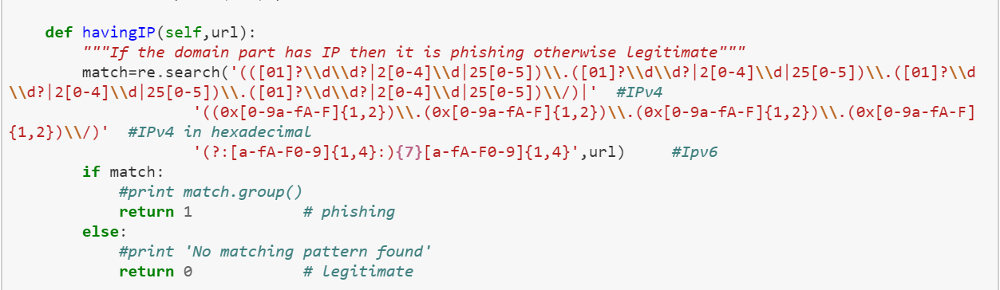 def havingIP(self,url):
        """If the domain part has IP then it is phishing otherwise legitimate"""
        match=re.search('(([01]?\\d\\d?|2[0-4]\\d|25[0-5])\\.([01]?\\d\\d?|2[0-4]\\d|25[0-5])\\.([01]?\\d
\\d?|2[0-4]\\d|25[0-5])\\.([01]?\\d\\d?|2[0-4]\\d|25[0-5])\\/)|'  #IPv4
                    '((0x[0-9a-fA-F]{1,2})\\.(0x[0-9a-fA-F]{1,2})\\.(0x[0-9a-fA-F]{1,2})\\.(0x[0-9a-fA-F]
{1,2})\\/)'  #IPv4 in hexadecimal
                    '(?:[a-fA-F0-9]{1,4}:){7}[a-fA-F0-9]{1,4}',url)     #Ipv6
        if match:
            #print match.group()
            return 1            # phishing
        else:
            #print 'No matching pattern found'
            return 0            # legitimate